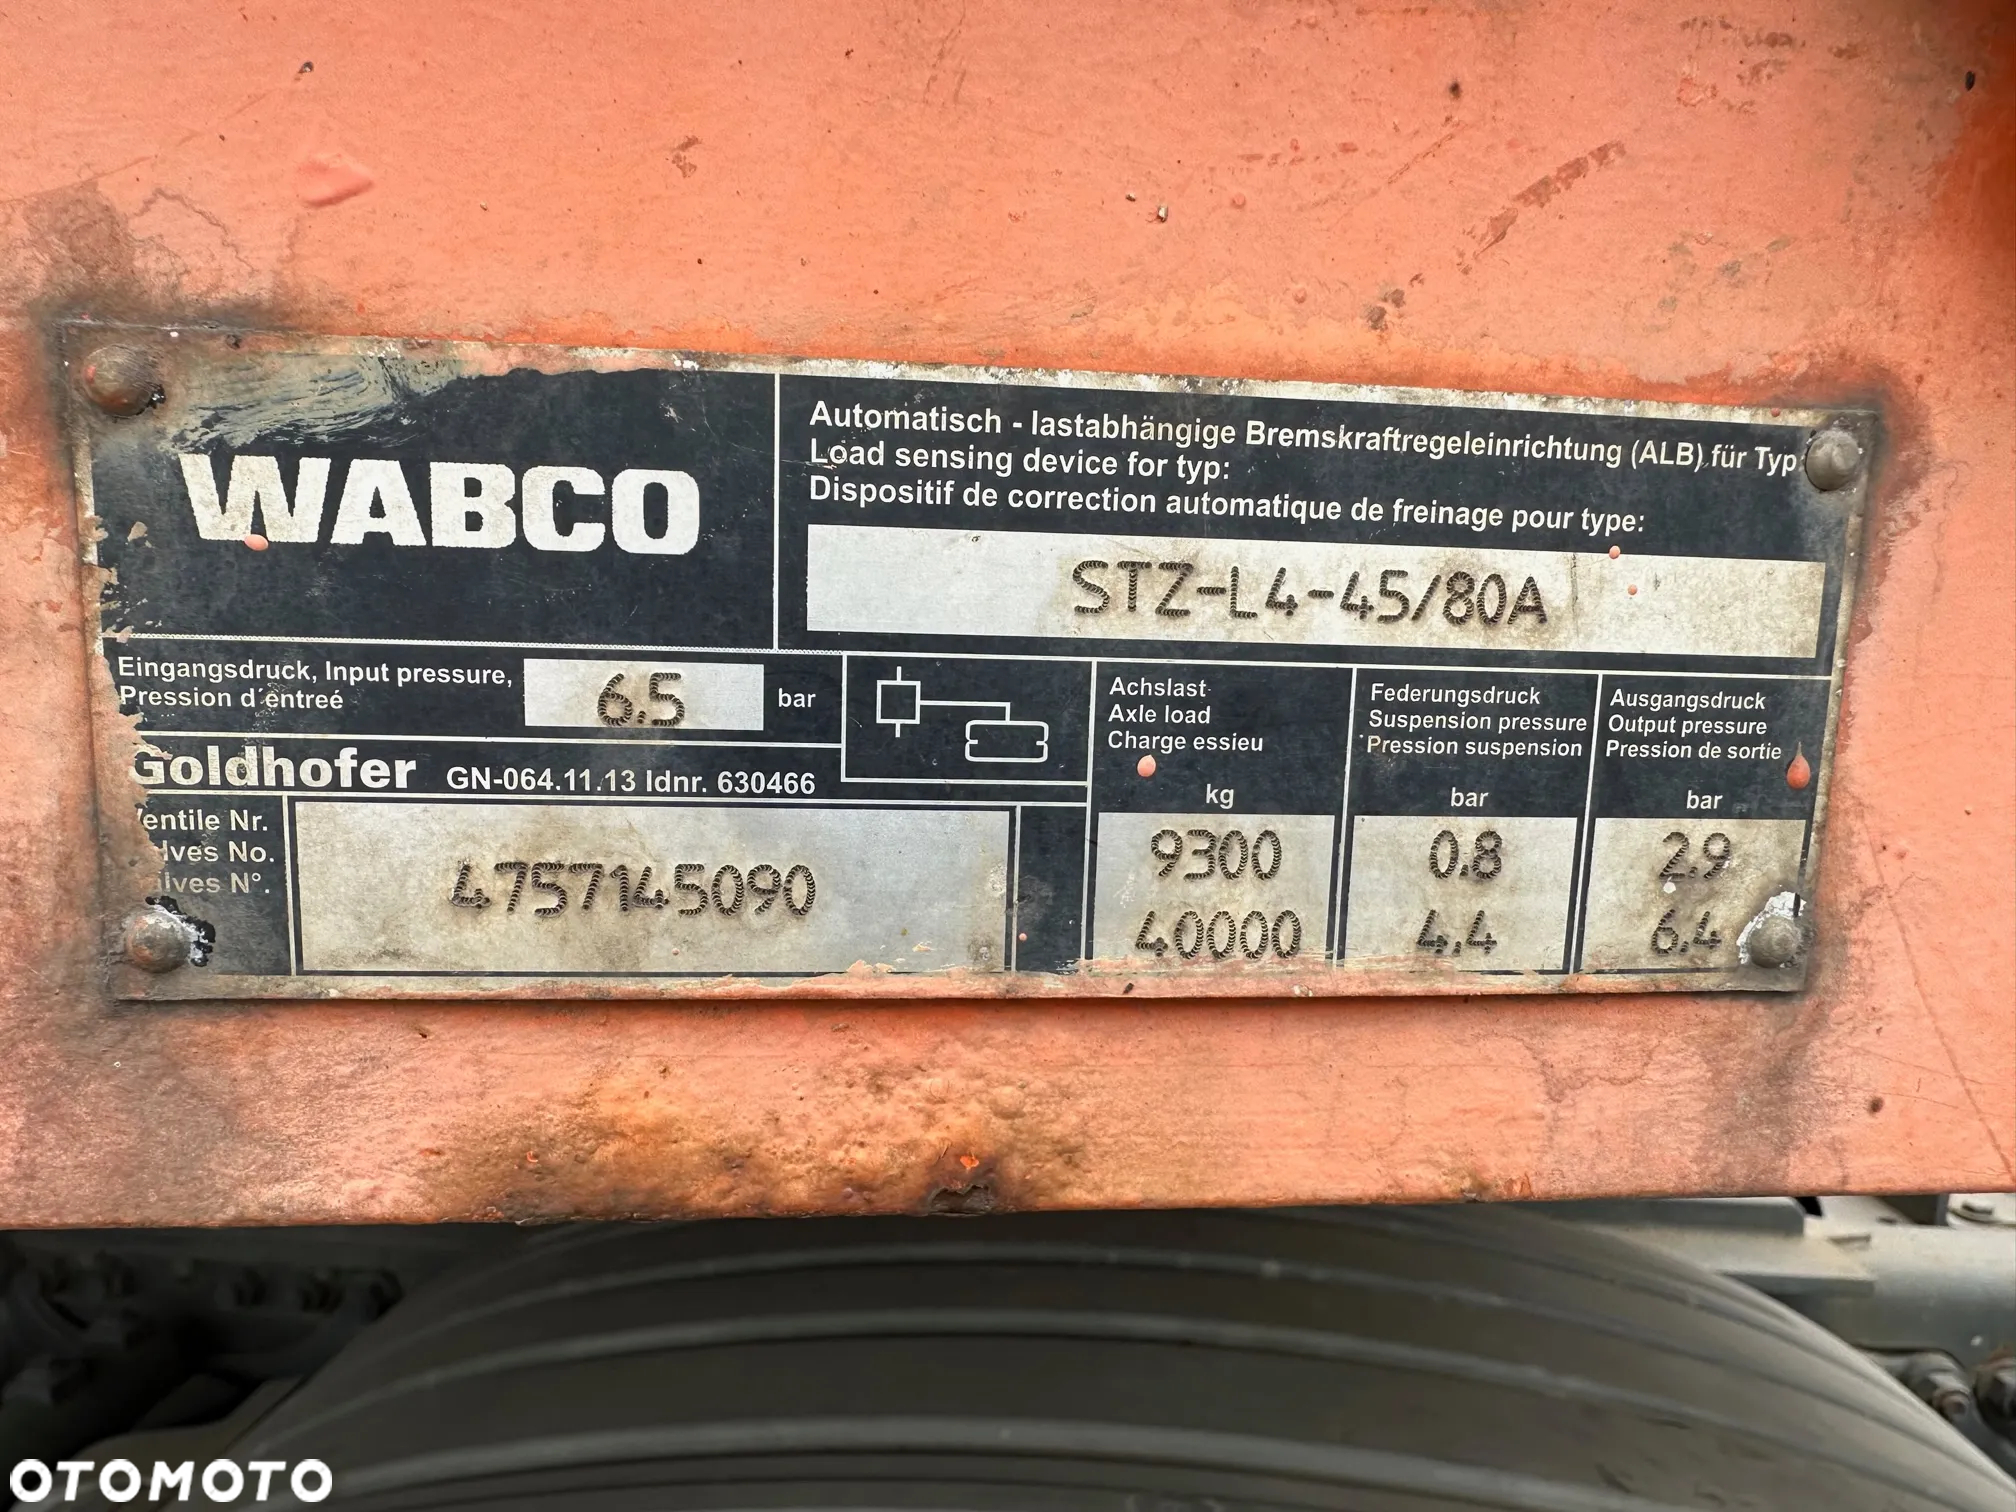 WABCO
Automatisch - lastabhängige Bremskraftregeleinrichtung (ALB) für Typ:
Load sensing device for typ:
Dispositif de correction automatique de freinage pour type:
STZ-L4-45/80A
Eingangsdruck, Input pressure,
Pression d´entreé
6.5 bar
Goldhofer GN-064.11.13 Idnr. 630466
Ventile Nr.
Valves No.
Valves N°.
4757145090
Achslast
Axle load
Charge essieu
kg
9300
40000
Federungsdruck
Suspension pressure
Pression suspension
bar
0.8
4.4
Ausgangsdruck
Output pressure
Pression de sortie
bar
2.9
6.4
OTOMOTO